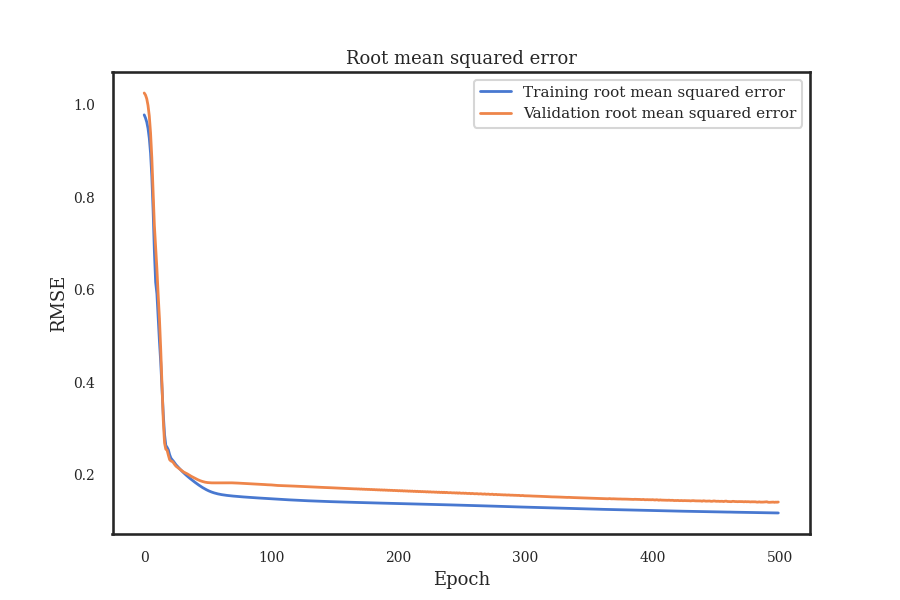 Root mean squared error
Training root mean squared error
Validation root mean squared error
1.0
0.8
0.6
0.4
0.2
RMSE
0 100 200 300 400 500
Epoch